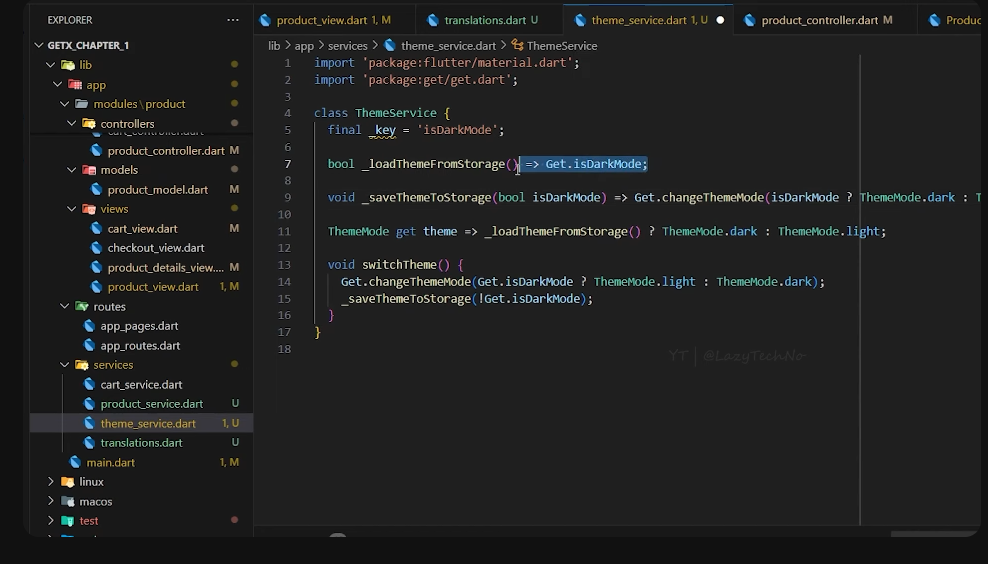 EXPLORER ···
GETX_CHAPTER_1
lib
app
modules\product
controllers
cart_controller.dart
product_controller.dart M
models
product_model.dart
views
cart_view.dart M
checkout_view.dart
product_details_view.... M
product_view.dart 1, M
routes
app_pages.dart
app_routes.dart
services
cart_service.dart
product_service.dart U
theme_service.dart 1, U
translations.dart U
main.dart 1, M
linux
macos
test
product_view.dart 1, M translations.dart U theme_service.dart 1, U product_controller.dart M Produc
lib > app > services > theme_service.dart > ThemeService
1 import 'package:flutter/material.dart';
2 import 'package:get/get.dart';
3
4 class ThemeService {
5 final _key = 'isDarkMode';
6
7 bool _loadThemeFromStorage() => Get.isDarkMode;
8
9 void _saveThemeToStorage(bool isDarkMode) => Get.changeThemeMode(isDarkMode ? ThemeMode.dark : T
10
11 ThemeMode get theme => _loadThemeFromStorage() ? ThemeMode.dark : ThemeMode.light;
12
13 void switchTheme() {
14 Get.changeThemeMode(Get.isDarkMode ? ThemeMode.light : ThemeMode.dark);
15 _saveThemeToStorage(!Get.isDarkMode);
16 }
17 }
18
YT | @LazyTechNo